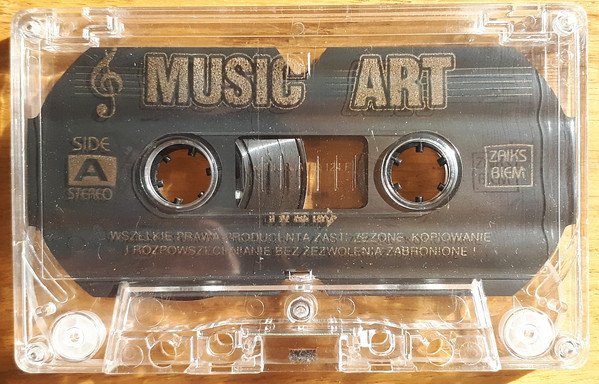 MUSIC ART
SIDE
A
STEREO
ZAIKS
BIEM
WSZELKIE PRAWA PRODUCENTA ZASTRZEŻONE. KOPIOWANIE
I ROZPOWSZECHNIANIE BEZ ZEZWOLENIA ZABRONIONE!